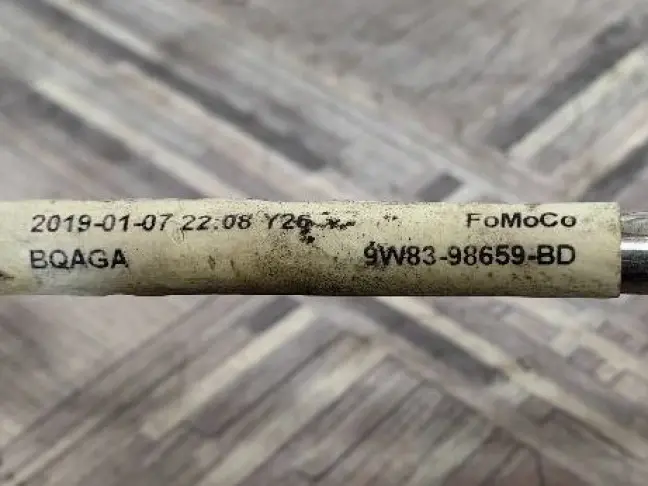 2019-01-07 22:08 Y26 FoMoCo
BQAGA 9W83-98659-BD